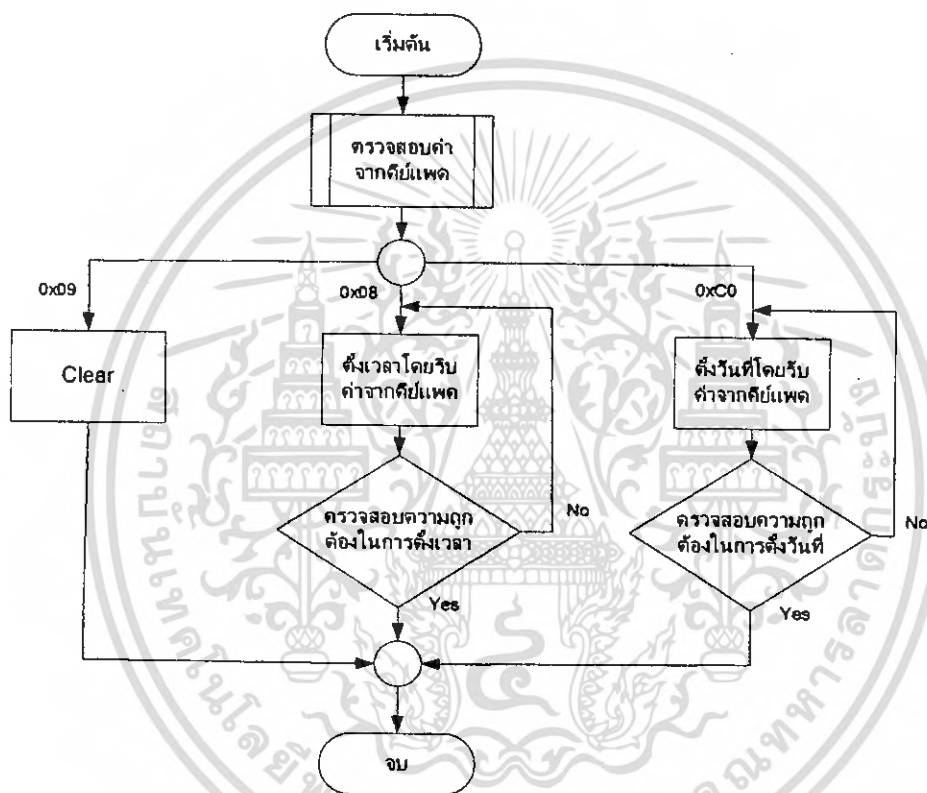 เริ่มต้น
ตรวจสอบค่า
จากคีย์แพด
0x09
0x08
0xC0
Clear
ตั้งเวลาโดยรับ
ค่าจากคีย์แพด
ตั้งวันที่โดยรับ
ค่าจากคีย์แพด
ตรวจสอบความถูก
ต้องในการตั้งเวลา
No
ตรวจสอบความถูก
ต้องในการตั้งวันที่
No
Yes
Yes
จบ